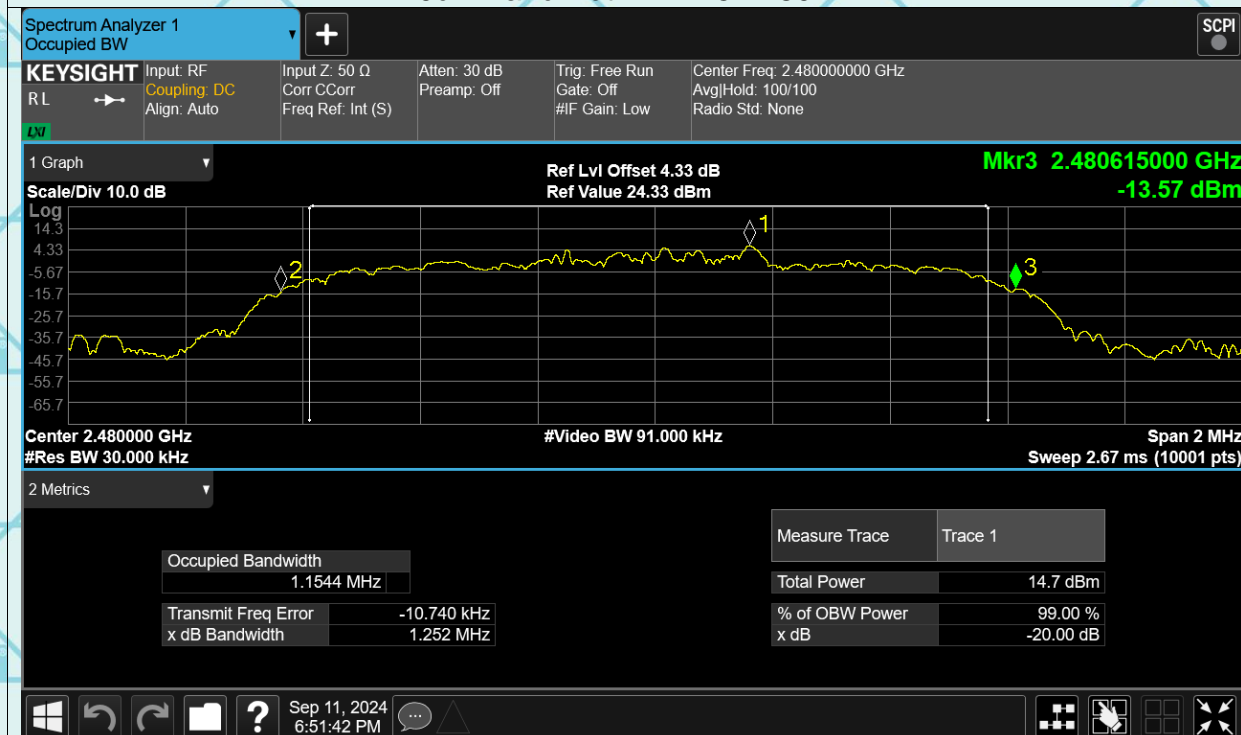 Spectrum Analyzer 1
Occupied BW
+
SCPI
KEYSIGHT
RL
LXI
Input: RF
Coupling: DC
Align: Auto
Input Z: 50 Ω
Corr CCorr
Freq Ref: Int (S)
Atten: 30 dB
Preamp: Off
Trig: Free Run
Gate: Off
#IF Gain: Low
Center Freq: 2.480000000 GHz
Avg|Hold: 100/100
Radio Std: None
1 Graph
Scale/Div 10.0 dB
Ref Lvl Offset 4.33 dB
Ref Value 24.33 dBm
Mkr3 2.480615000 GHz
-13.57 dBm
Log
14.3
4.33
-5.67
-15.7
-25.7
-35.7
-45.7
-55.7
-65.7
2
1
3
Center 2.480000 GHz
#Video BW 91.000 kHz
Span 2 MHz
#Res BW 30.000 kHz
Sweep 2.67 ms (10001 pts)
2 Metrics
Occupied Bandwidth
1.1544 MHz
Transmit Freq Error -10.740 kHz
x dB Bandwidth 1.252 MHz
Measure Trace Trace 1
Total Power 14.7 dBm
% of OBW Power 99.00 %
x dB -20.00 dB
?
Sep 11, 2024
6:51:42 PM